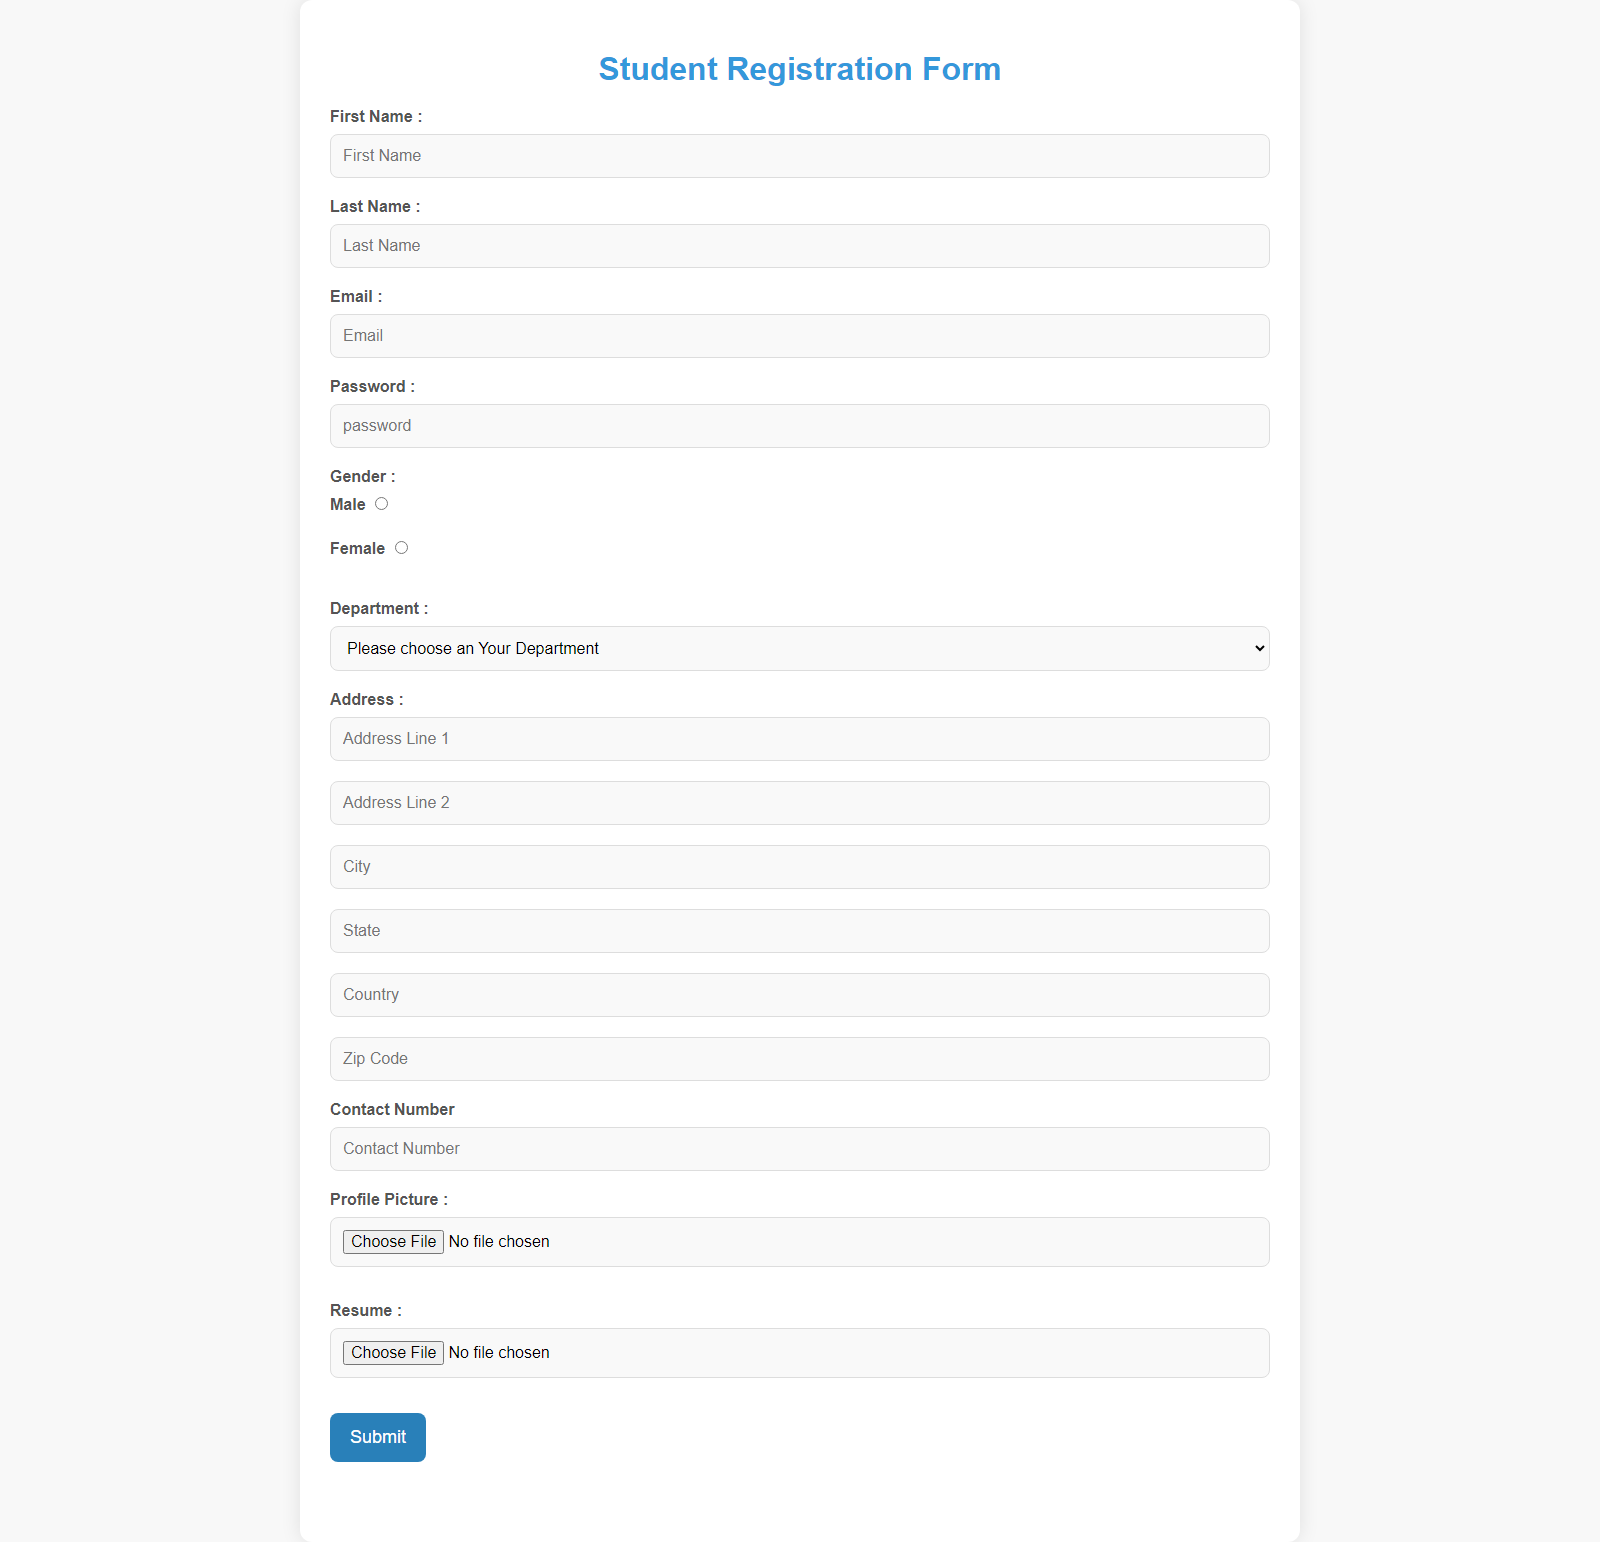 Student Registration Form
First Name :
First Name
Last Name :
Last Name
Email :
Email
Password :
password
Gender :
Male
Female
Department :
Please choose an Your Department
Address :
Address Line 1
Address Line 2
City
State
Country
Zip Code
Contact Number
Contact Number
Profile Picture :
Choose File No file chosen
Resume :
Choose File No file chosen
Submit